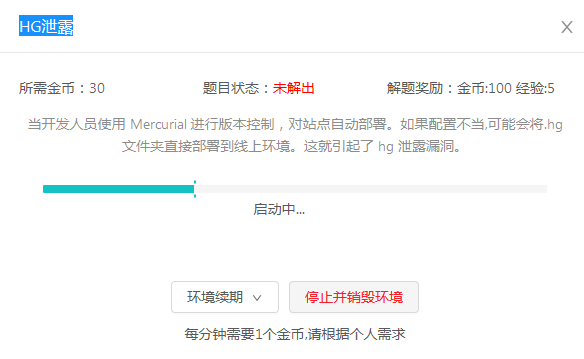 HG泄露
所需金币：30 题目状态：未解出 解题奖励：金币:100 经验:5
当开发人员使用 Mercurial 进行版本控制，对站点自动部署。如果配置不当,可能会将.hg
文件夹直接部署到线上环境。这就引起了 hg 泄露漏洞。
启动中...
环境续期 停止并销毁环境
每分钟需要1个金币,请根据个人需求